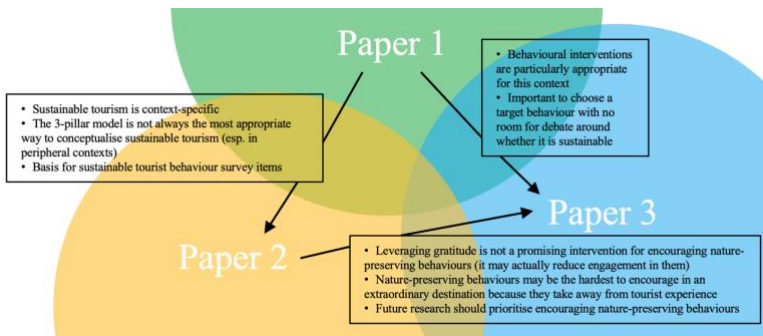 Paper 1
• Behavioural interventions
are particularly appropriate
for this context
• Important to choose a
target behaviour with no
room for debate around
whether it is sustainable
• Sustainable tourism is context-specific
• The 3-pillar model is not always the most appropriate
way to conceptualise sustainable tourism (esp. in
peripheral contexts)
• Basis for sustainable tourist behaviour survey items
Paper 3
Paper 2
• Leveraging gratitude is not a promising intervention for encouraging nature-
preserving behaviours (it may actually reduce engagement in them)
• Nature-preserving behaviours may be the hardest to encourage in an
extraordinary destination because they take away from tourist experience
• Future research should prioritise encouraging nature-preserving behaviours